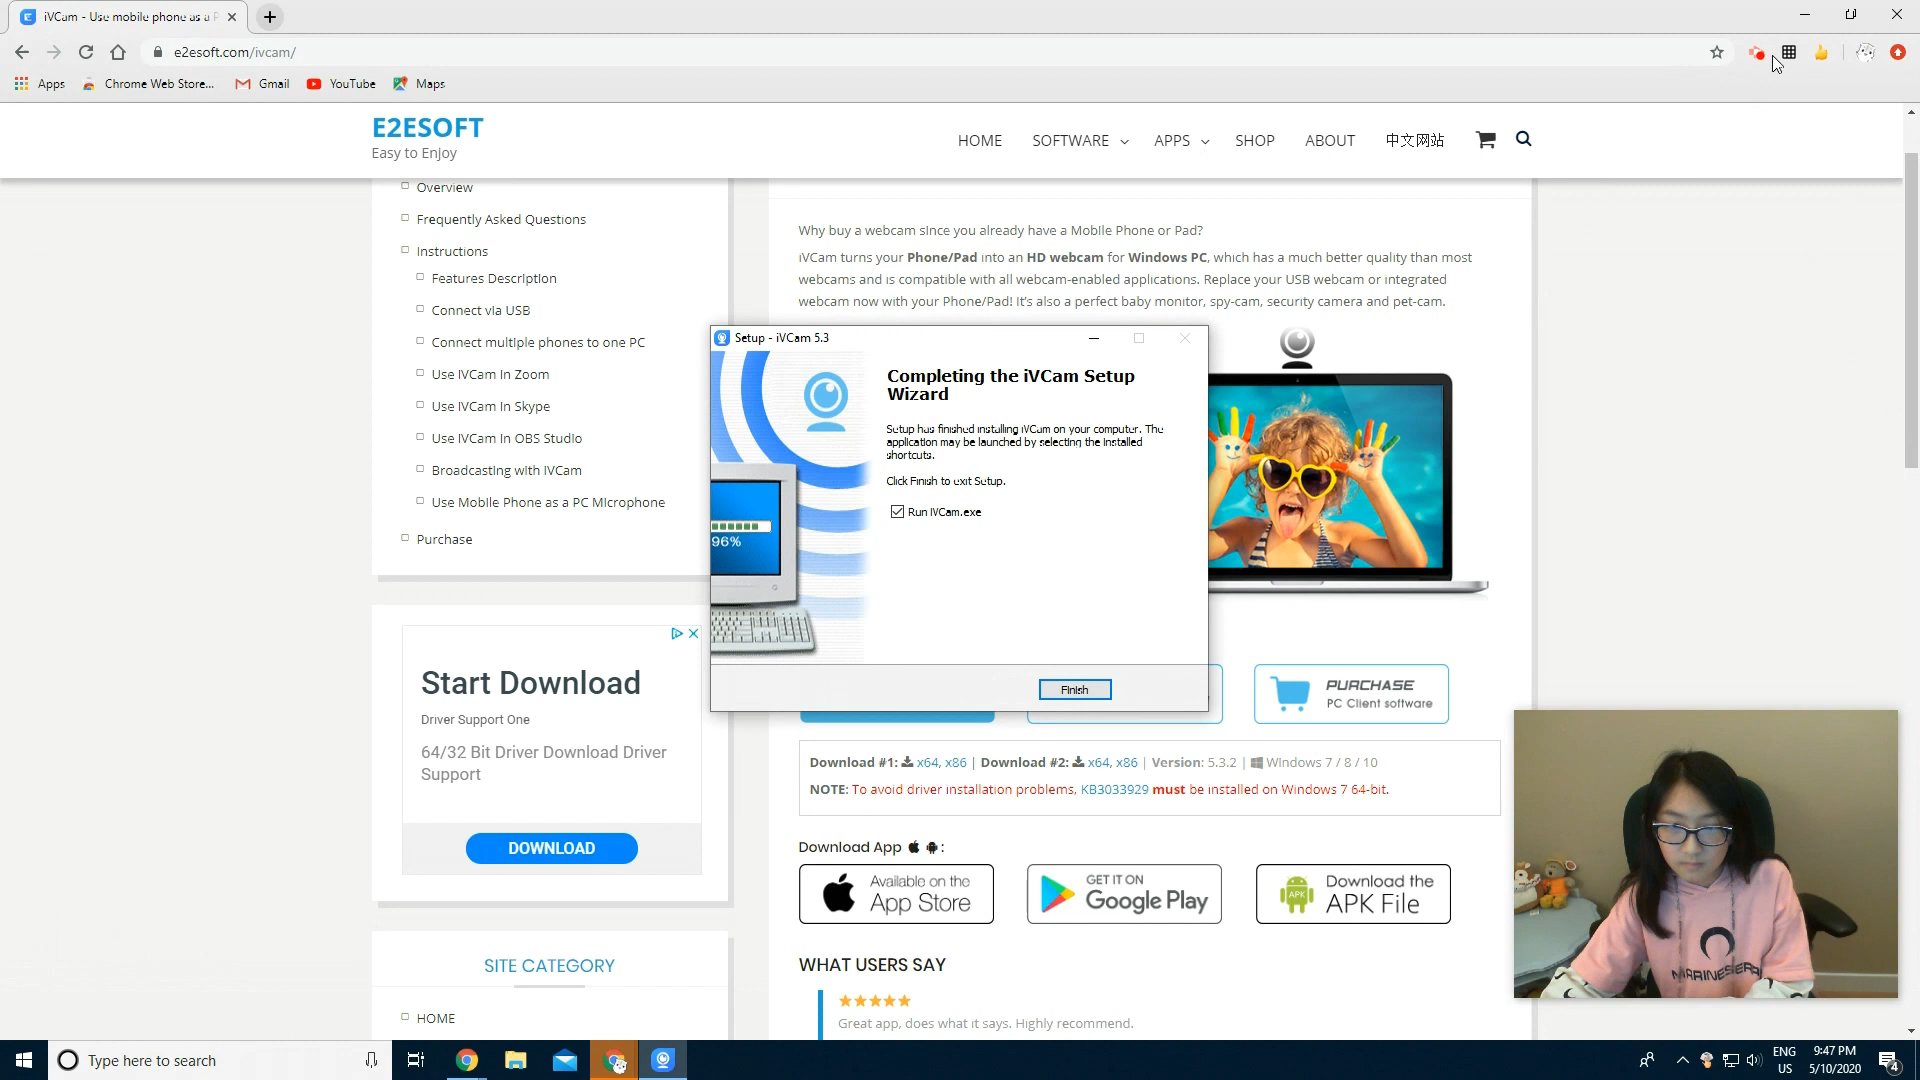 iVCam - Use mobile phone as a P
e2esoft.com/ivcam/
Apps
Chrome Web Store...
Gmail
YouTube
Maps
E2ESOFT
Easy to Enjoy
HOME
SOFTWARE
APPS
SHOP
ABOUT
中文网站
Overview
Frequently Asked Questions
Instructions
Features Description
Connect via USB
Connect multiple phones to one PC
Use iVCam in Zoom
Use iVCam in Skype
Use iVCam in OBS Studio
Broadcasting with iVCam
Use Mobile Phone as a PC Microphone
Purchase
Start Download
Driver Support One
64/32 Bit Driver Download Driver
Support
DOWNLOAD
SITE CATEGORY
HOME
Why buy a webcam since you already have a Mobile Phone or Pad?
iVCam turns your Phone/Pad into an HD webcam for Windows PC, which has a much better quality than most
webcams and is compatible with all webcam-enabled applications. Replace your USB webcam or integrated
webcam now with your Phone/Pad! It's also a perfect baby monitor, spy-cam, security camera and pet-cam.
Setup - iVCam 5.3
Completing the iVCam Setup
Wizard
Setup has finished installing iVCam on your computer. The
application may be launched by selecting the installed
shortcuts.
Click Finish to exit Setup.
Run iVCam.exe
96%
Finish
PURCHASE
PC Client software
Download #1: x64, x86 | Download #2: x64, x86 | Version: 5.3.2 | Windows 7 / 8 / 10
NOTE: To avoid driver installation problems, KB3033929 must be installed on Windows 7 64-bit.
Download App :
Available on the
App Store
GET IT ON
Google Play
APK
Download the
APK File
WHAT USERS SAY
Great app, does what it says. Highly recommend.
Type here to search
ENG
US
9:47 PM
5/10/2020
4